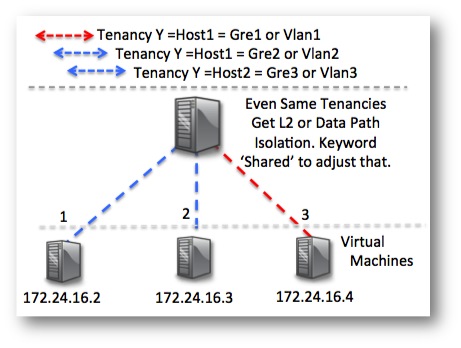 Tenancy Y =Host1 = Gre1 or Vlan1
Tenancy Y =Host1 = Gre2 or Vlan2
Tenancy Y =Host2 = Gre3 or Vlan3
Even Same Tenancies
Get L2 or Data Path
Isolation. Keyword
‘Shared’ to adjust that.
1
2
3
Virtual
Machines
172.24.16.2
172.24.16.3
172.24.16.4